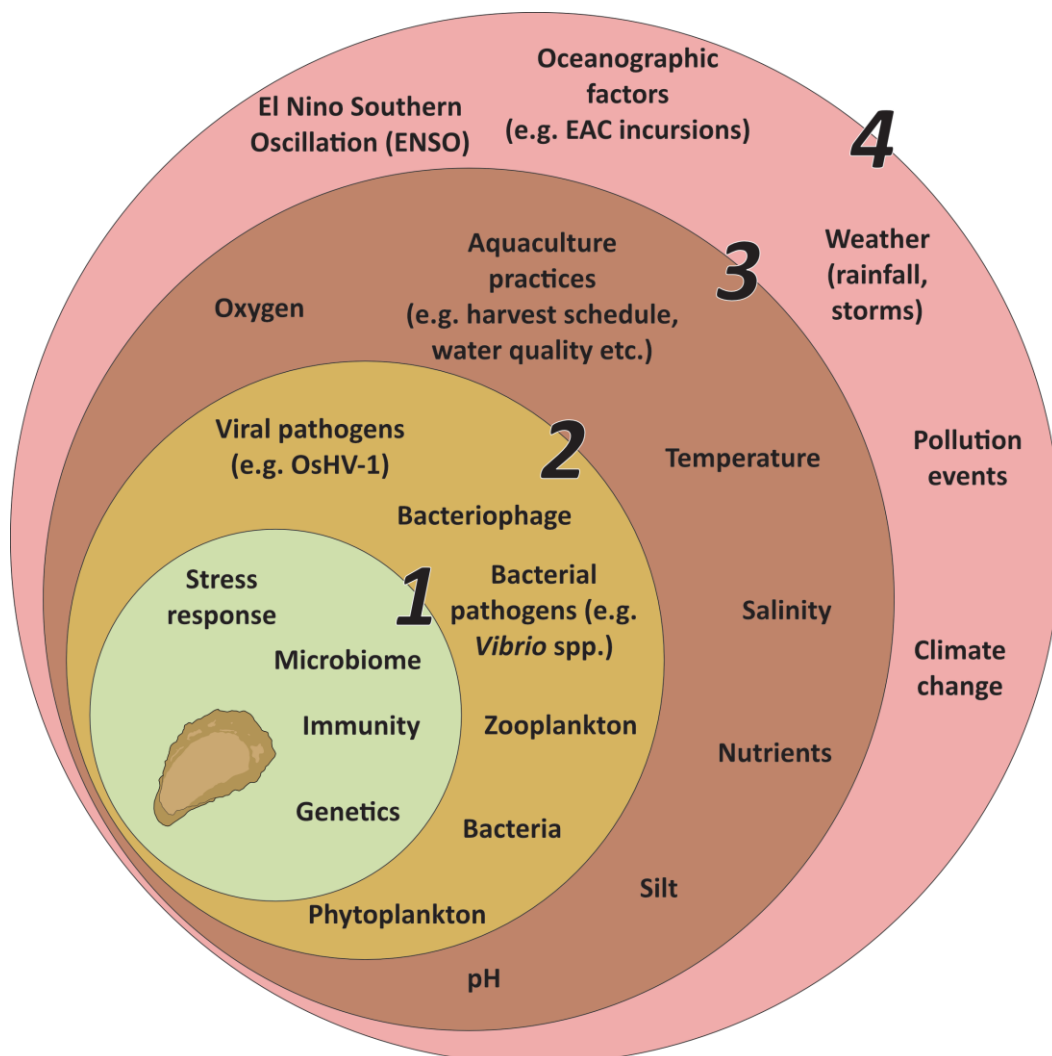 Oceanographic
factors
(e.g. EAC incursions)
El Nino Southern
Oscillation (ENSO)
4
Weather
(rainfall,
storms)
Pollution
events
Climate
change
3
Aquaculture
practices
(e.g. harvest schedule,
water quality etc.)
Oxygen
Temperature
Salinity
Nutrients
Silt
pH
2
Viral pathogens
(e.g. OsHV-1)
Bacteriophage
Bacterial
pathogens (e.g.
Vibrio spp.)
Zooplankton
Bacteria
Phytoplankton
1
Stress
response
Microbiome
Immunity
Genetics